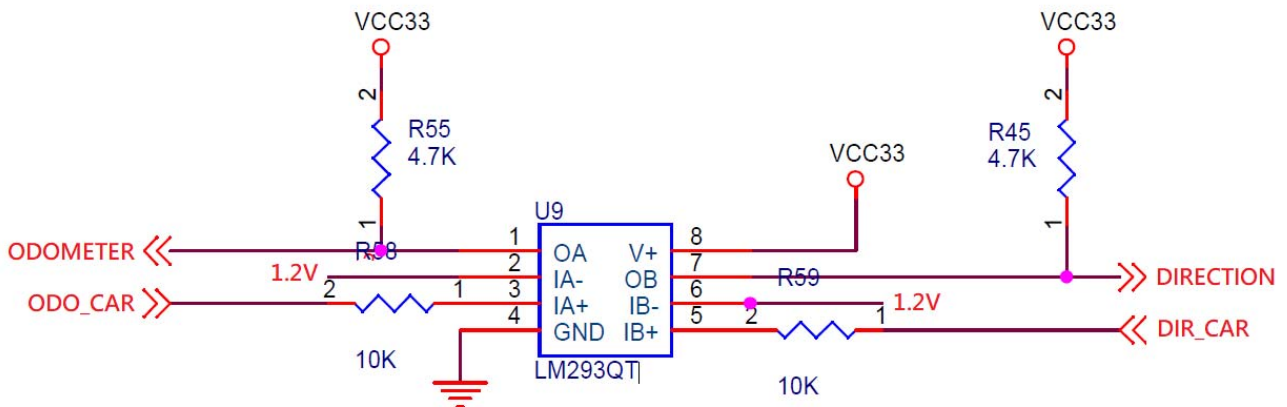 VCC33
VCC33
2
R55
4.7K
1
2
R45
4.7K
1
VCC33
U9
ODOMETER
R58
1 OA V+ 8
2 IA- OB 7
3 IA+ IB- 6
4 GND IB+ 5
1.2V
ODO_CAR
2
1
10K
LM293QT
R59
DIRECTION
1.2V
2
1
DIR_CAR
10K